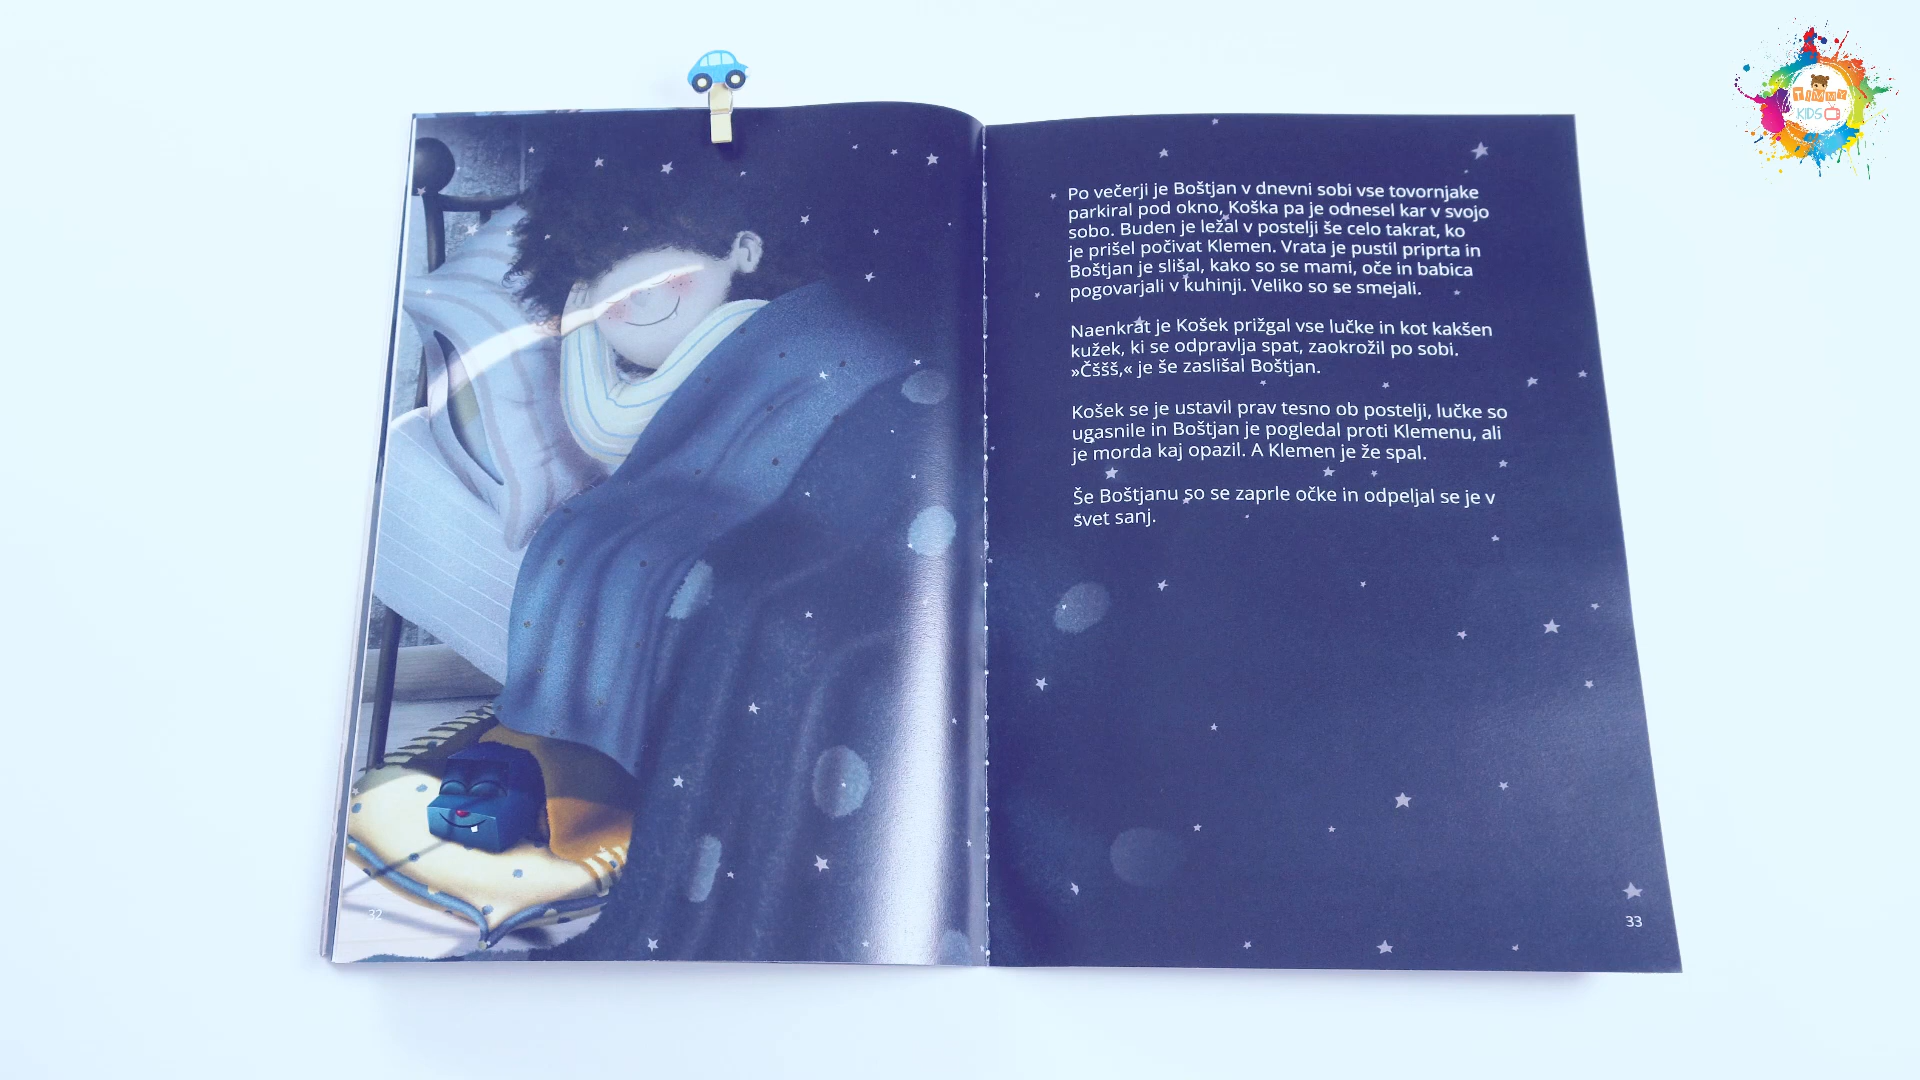 TIMMY
KIDS
Po večerji je Boštjan v dnevni sobi vse tovornjake
parkiral pod okno, Koška pa je odnesel kar v svojo
sobo. Buden je ležal v postelji še celo takrat, ko
je prišel počivat Klemen. Vrata je pustil priprta in
Boštjan je slišal, kako so se mami, oče in babica
pogovarjali v kuhinji. Veliko so se smejali.
Naenkrat je Košek prižgal vse lučke in kot kakšen
kužek, ki se odpravlja spat, zaokrožil po sobi.
»Čššš,« je še zaslišal Boštjan.
Košek se je ustavil prav tesno ob postelji, lučke so
ugasnile in Boštjan je pogledal proti Klemenu, ali
je morda kaj opazil. A Klemen je že spal.
Še Boštjanu so se zaprle očke in odpeljal se je v
svet sanj.
32
33